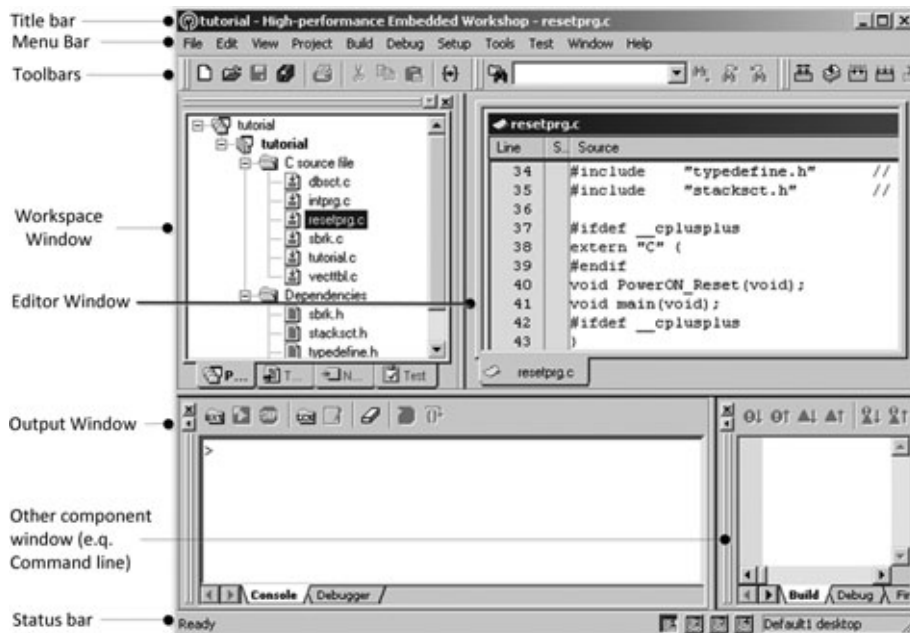 Title bar
tutorial - High-performance Embedded Workshop - resetprg.c
Menu Bar
File Edit View Project Build Debug Setup Tools Test Window Help
Toolbars
tutorial
tutorial
C source file
dbsct.c
intprg.c
resetprg.c
sbrk.c
tutorial.c
vecttbl.c
Dependencies
sbrk.h
stacksct.h
typedefine.h
P... T... N... Test
Workspace
Window
Editor Window
resetprg.c
Line S.. Source
34 #include "typedefine.h" //
35 #include "stacksct.h" //
36
37 #ifdef __cplusplus
38 extern "C" {
39 #endif
40 void PowerON_Reset(void);
41 void main(void);
42 #ifdef __cplusplus
43 }
resetprg.c
Output Window
>
Other component
window (e.q.
Command line)
Console Debugger
Build Debug Fi
Status bar
Ready
Default1 desktop